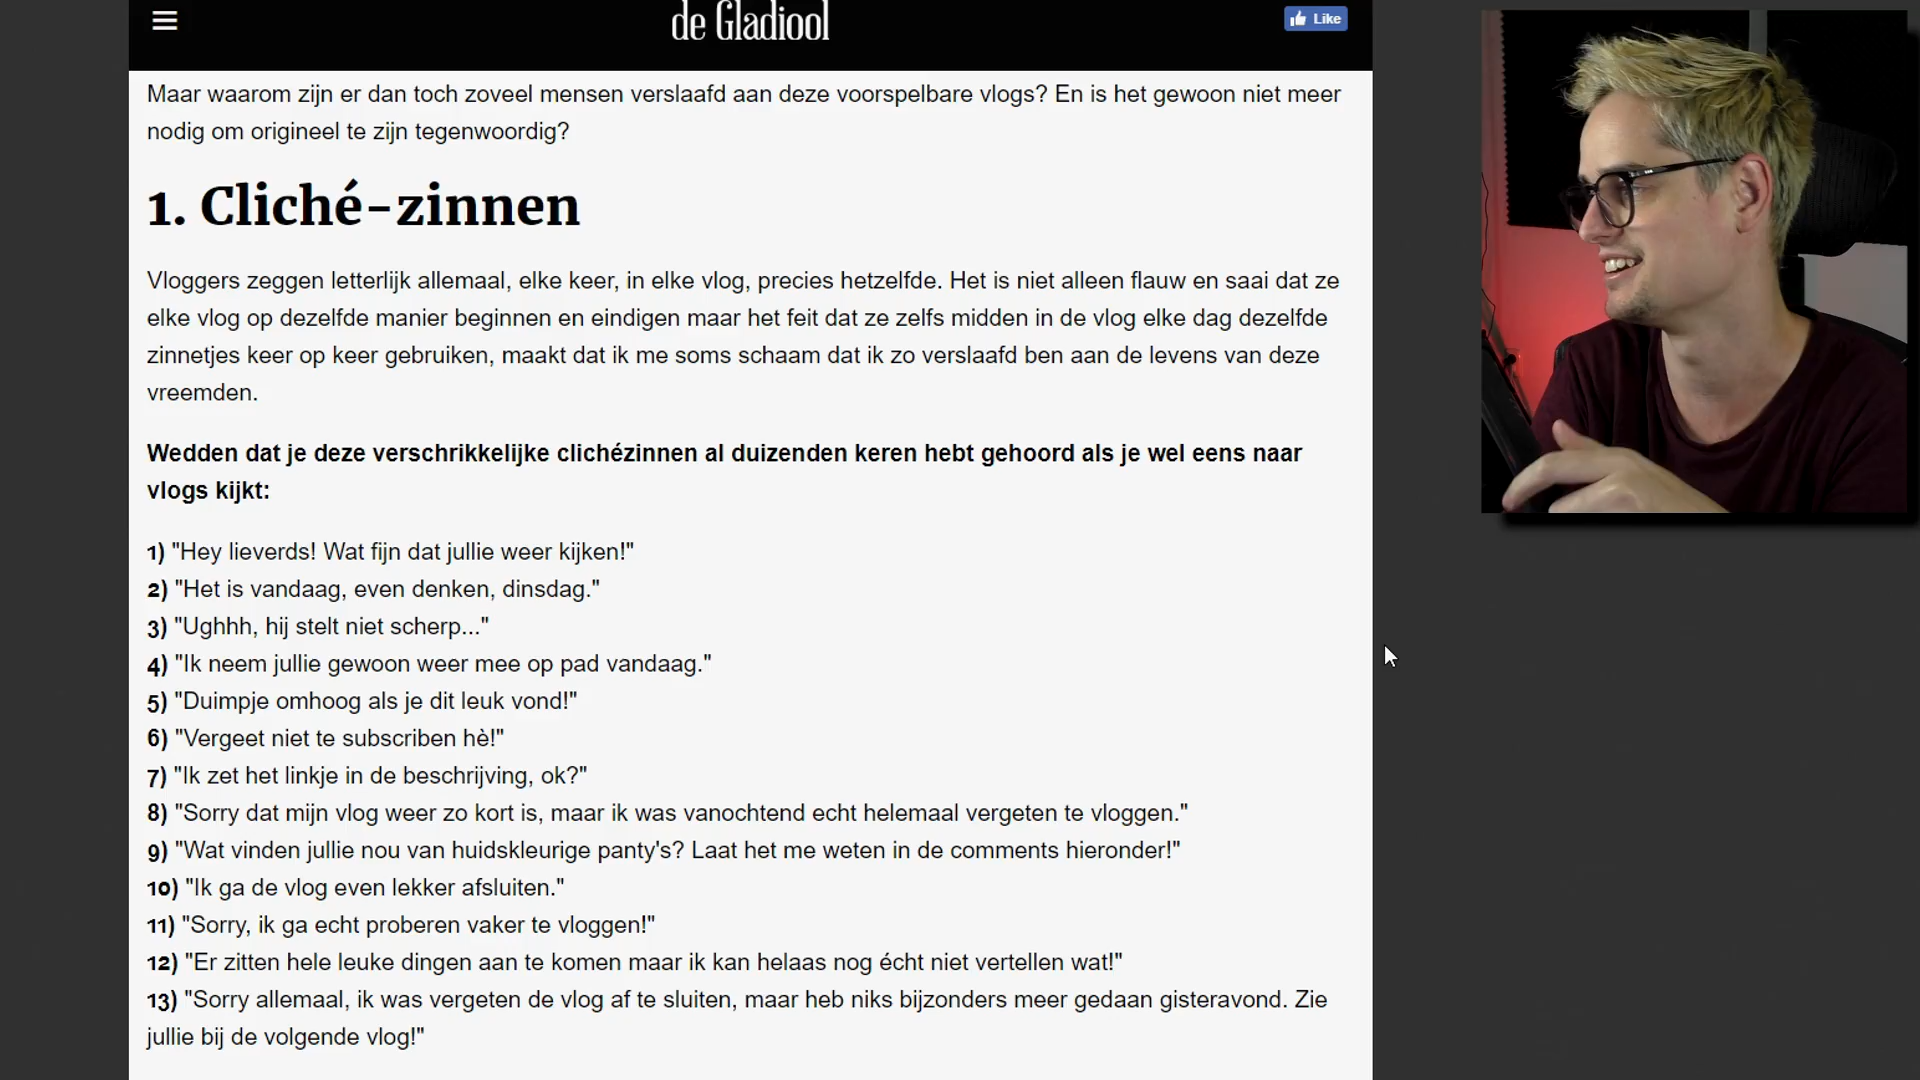 de Gladiool
Like
Maar waarom zijn er dan toch zoveel mensen verslaafd aan deze voorspelbare vlogs? En is het gewoon niet meer
nodig om origineel te zijn tegenwoordig?
1. Cliché-zinnen
Vloggers zeggen letterlijk allemaal, elke keer, in elke vlog, precies hetzelfde. Het is niet alleen flauw en saai dat ze
elke vlog op dezelfde manier beginnen en eindigen maar het feit dat ze zelfs midden in de vlog elke dag dezelfde
zinnetjes keer op keer gebruiken, maakt dat ik me soms schaam dat ik zo verslaafd ben aan de levens van deze
vreemden.
Wedden dat je deze verschrikkelijke clichézinnen al duizenden keren hebt gehoord als je wel eens naar
vlogs kijkt:
1) "Hey lieverds! Wat fijn dat jullie weer kijken!"
2) "Het is vandaag, even denken, dinsdag."
3) "Ughhh, hij stelt niet scherp..."
4) "Ik neem jullie gewoon weer mee op pad vandaag."
5) "Duimpje omhoog als je dit leuk vond!"
6) "Vergeet niet te subscriben hè!"
7) "Ik zet het linkje in de beschrijving, ok?"
8) "Sorry dat mijn vlog weer zo kort is, maar ik was vanochtend echt helemaal vergeten te vloggen."
9) "Wat vinden jullie nou van huidskleurige panty's? Laat het me weten in de comments hieronder!"
10) "Ik ga de vlog even lekker afsluiten."
11) "Sorry, ik ga echt proberen vaker te vloggen!"
12) "Er zitten hele leuke dingen aan te komen maar ik kan helaas nog écht niet vertellen wat!"
13) "Sorry allemaal, ik was vergeten de vlog af te sluiten, maar heb niks bijzonders meer gedaan gisteravond. Zie
jullie bij de volgende vlog!"